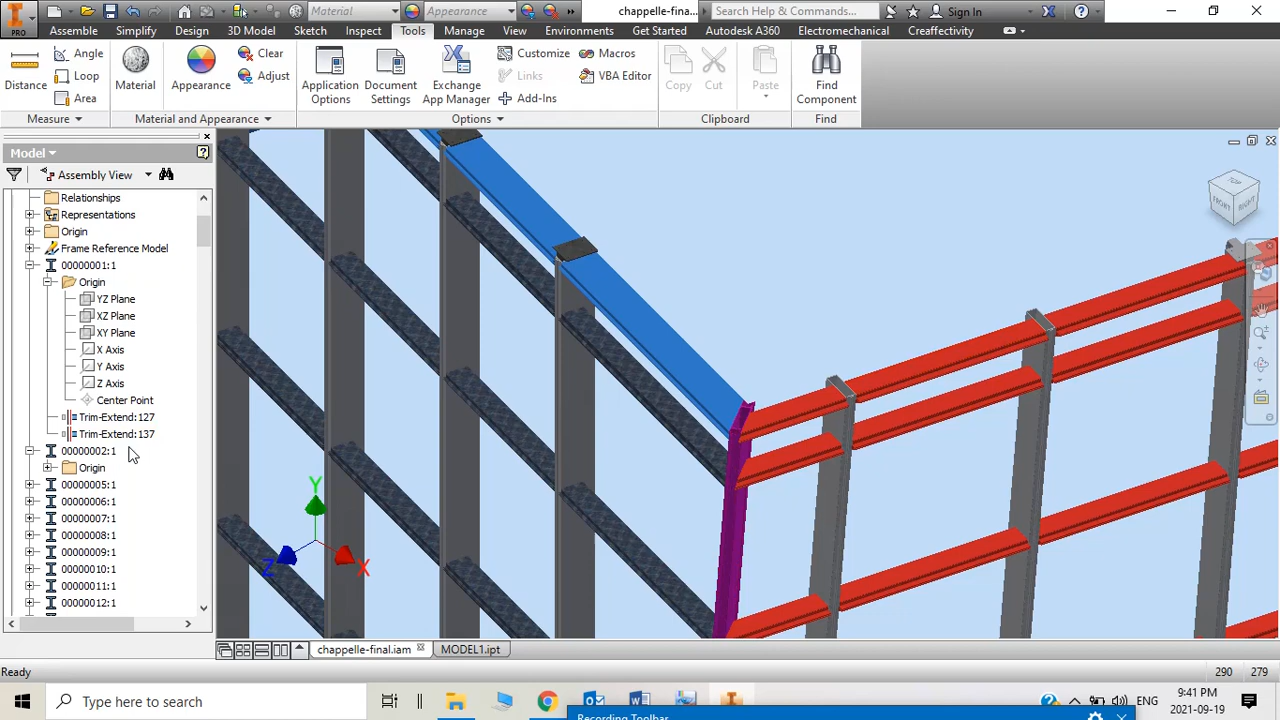 PRO
Material
Appearance
chappelle-final...
Search Help & Commands...
Sign In
Assemble
Simplify
Design
3D Model
Sketch
Inspect
Tools
Manage
View
Environments
Get Started
Autodesk A360
Electromechanical
Creaffectivity
Distance
Angle
Loop
Area
Measure
Material
Appearance
Clear
Adjust
Material and Appearance
Application Options
Document Settings
Exchange App Manager
Customize
Links
Add-Ins
Macros
VBA Editor
Options
Copy
Cut
Paste
Clipboard
Find Component
Find
Model
Assembly View
Relationships
Representations
Origin
Frame Reference Model
00000001:1
Origin
YZ Plane
XZ Plane
XY Plane
X Axis
Y Axis
Z Axis
Center Point
Trim-Extend:127
Trim-Extend:137
00000002:1
Origin
00000005:1
00000006:1
00000007:1
00000008:1
00000009:1
00000010:1
00000011:1
00000012:1
TOP
FRONT
RIGHT
Y
Z
X
chappelle-final.iam
MODEL1.ipt
Ready
290
279
Type here to search
ENG
9:41 PM
2021-09-19
Recording Toolbar